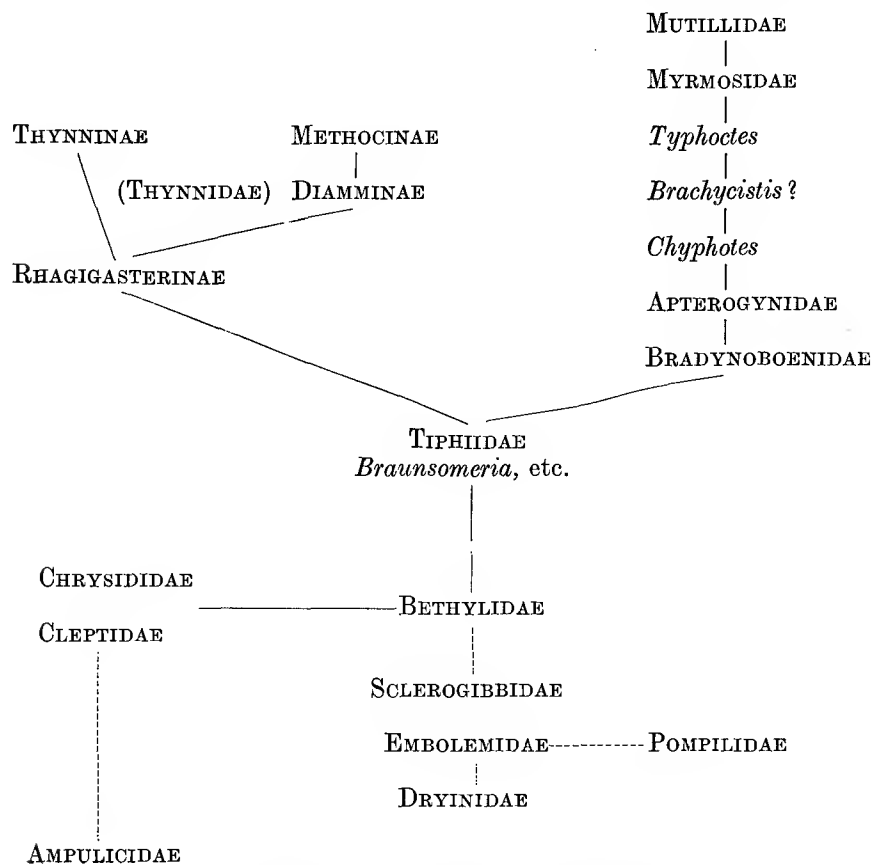 MUTILLIDAE
MYRMOSIDAE
THYNNINAE METHOCINAE Typhoctes
(THYNNIDAE) DIAMMINAE Brachycistis ?
RHAGIGASTERINAE Chyphotes
APTEROGYNIDAE
BRADYNOBOENIDAE
TIPHIIDAE
Braunsomeria, etc.
CHRYSIDIDAE
BETHYLIDAE
CLEPTIDAE
SCLEROGIBBIDAE
EMBOLEMIDAE POMPILIDAE
DRYINIDAE
AMPULICIDAE